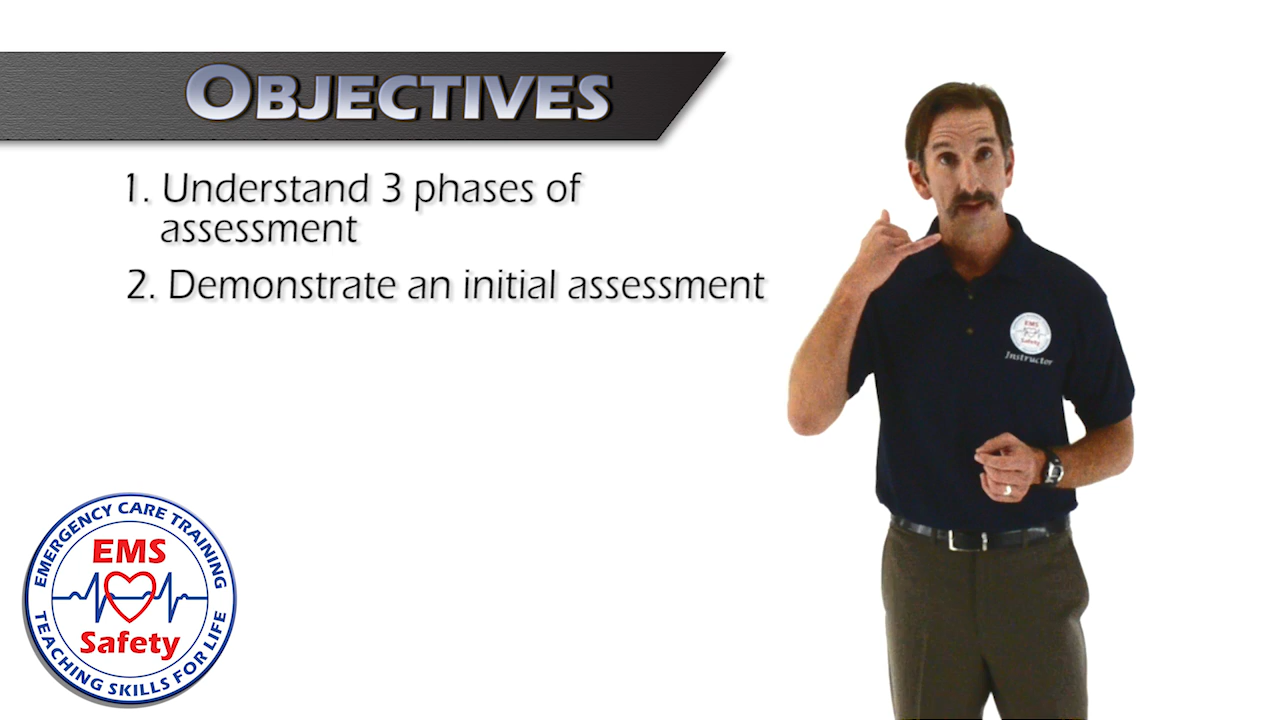 OBJECTIVES
1. Understand 3 phases of
assessment
2. Demonstrate an initial assessment
EMS
Safety
Instructor
EMERGENCY CARE TRAINING
EMS
Safety
TEACHING SKILLS FOR LIFE